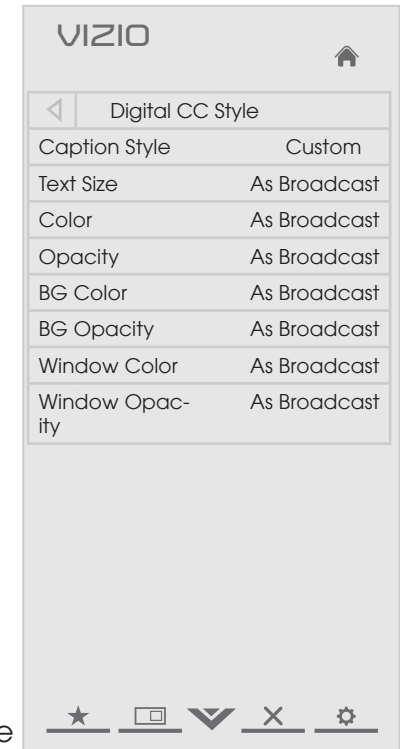 VIZIO
Digital CC Style
Caption Style Custom
Text Size As Broadcast
Color As Broadcast
Opacity As Broadcast
BG Color As Broadcast
BG Opacity As Broadcast
Window Color As Broadcast
Window Opac- As Broadcast
ity
e